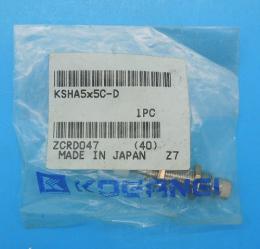 KSHA5x5C-D
1PC
ZCRD047 (40)
MADE IN JAPAN Z7
KOGANEI